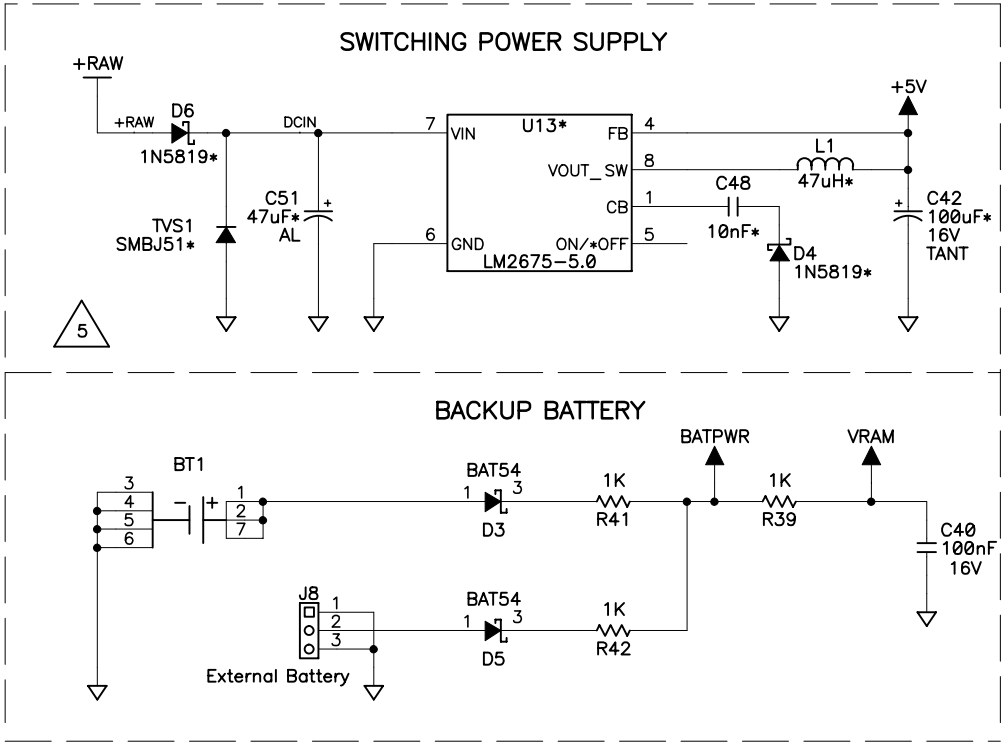 SWITCHING POWER SUPPLY
+RAW
+RAW
D6
1N5819*
DCIN
TVS1
SMBJ51*
C51
47uF*
AL
+
7
VIN
6
GND
U13*
LM2675-5.0
FB
4
VOUT_SW
8
CB
1
ON/*OFF
5
C48
10nF*
D4
1N5819*
L1
47uH*
+5V
+
C42
100uF*
16V
TANT
5
BACKUP BATTERY
BT1
3
4
5
6
-
+
1
2
7
BAT54
1
3
D3
1K
R41
BATPWR
1K
R39
VRAM
C40
100nF
16V
J8
1
2
3
External Battery
BAT54
1
3
D5
1K
R42